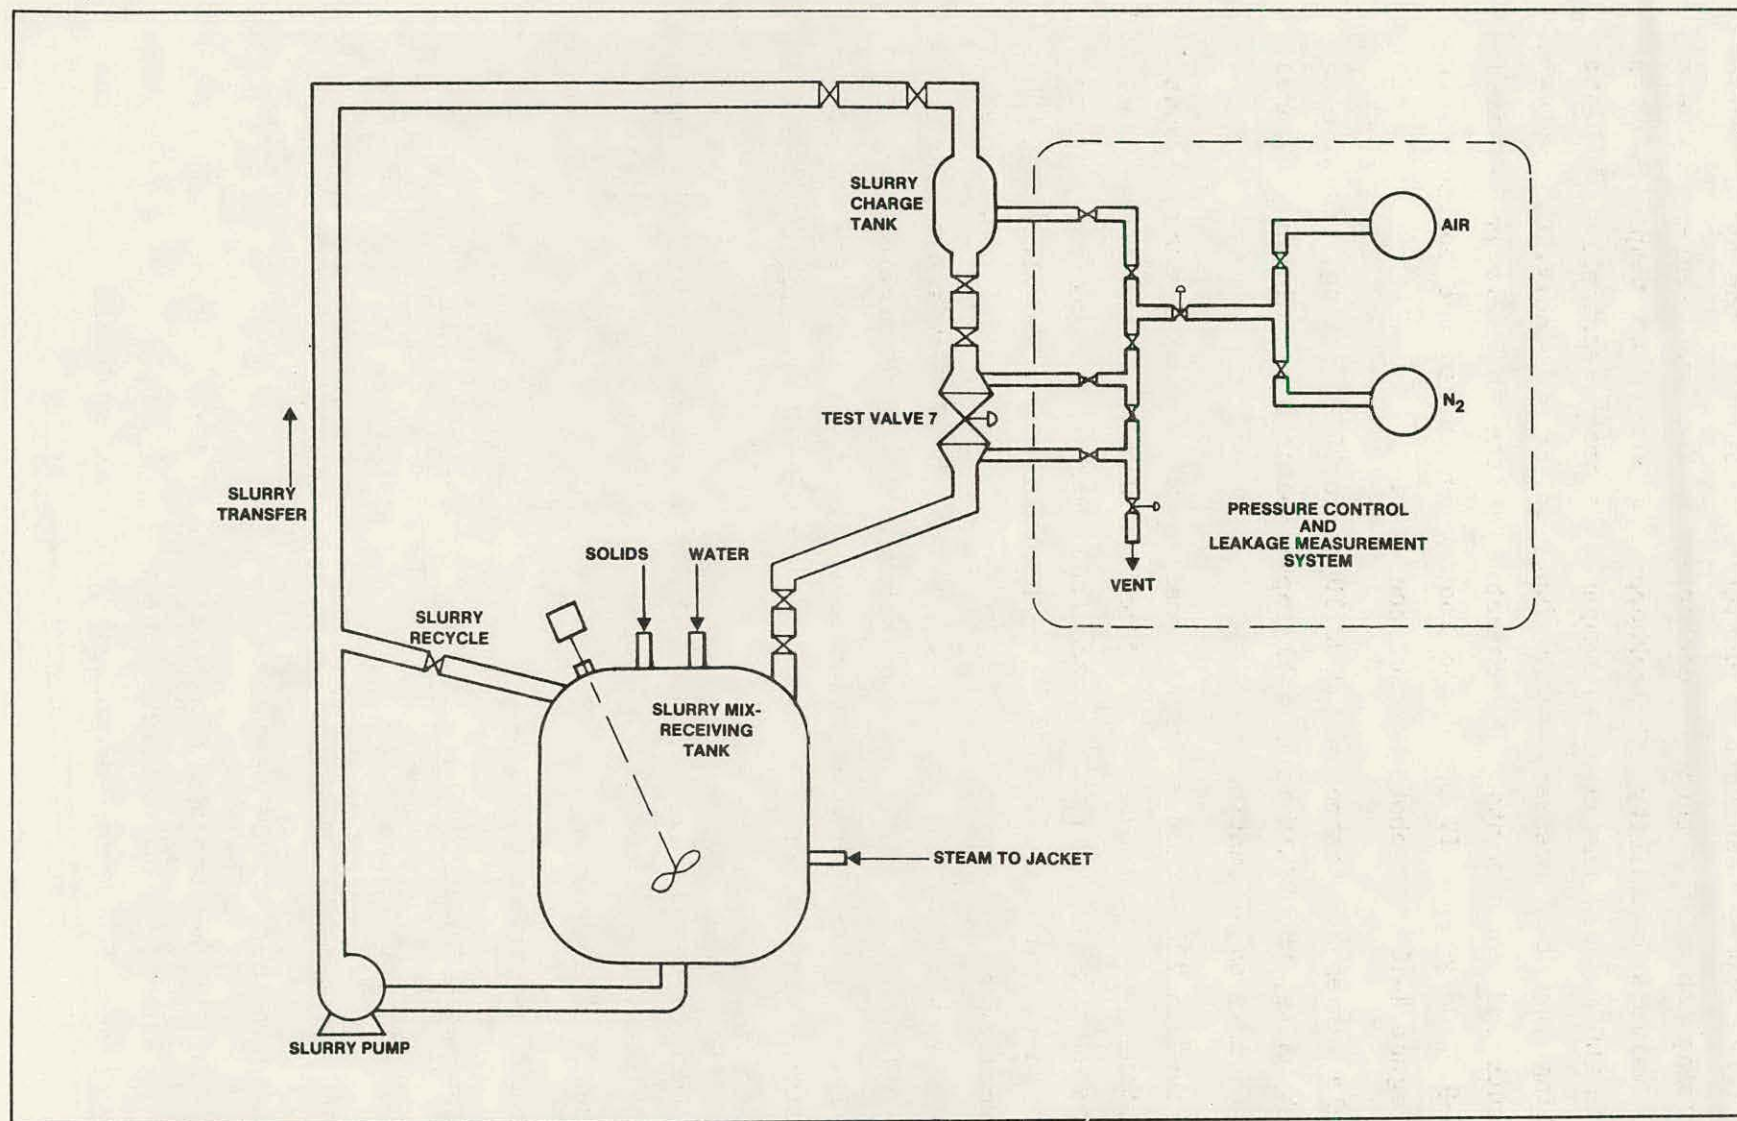 SLURRY
CHARGE
TANK
AIR
N2
TEST VALVE 7
SLURRY
TRANSFER
PRESSURE CONTROL
AND
LEAKAGE MEASUREMENT
SYSTEM
VENT
SOLIDS
WATER
SLURRY
RECYCLE
SLURRY MIX-
RECEIVING
TANK
STEAM TO JACKET
SLURRY PUMP